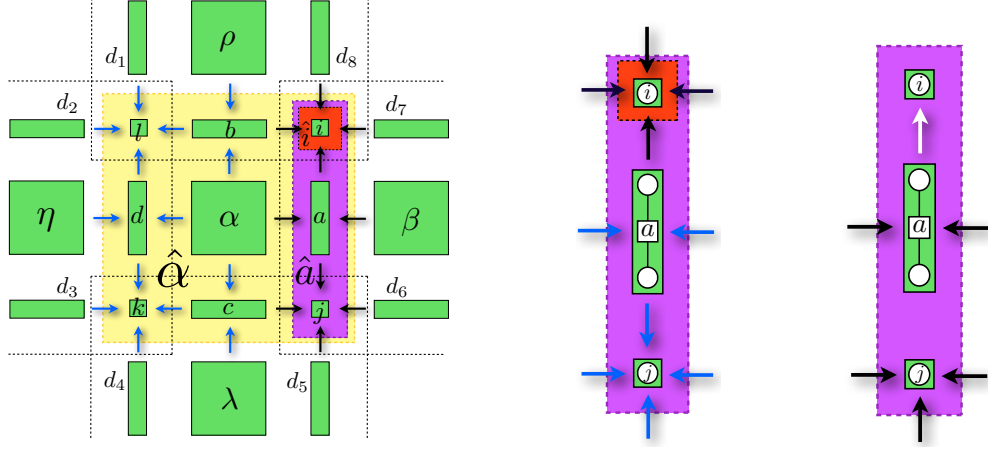 d₁ ρ d₈
d₂ d₇
l b î i i
η d α a β a
α̂ â
d₃ d₆
k c j j j
d₄ λ d₅